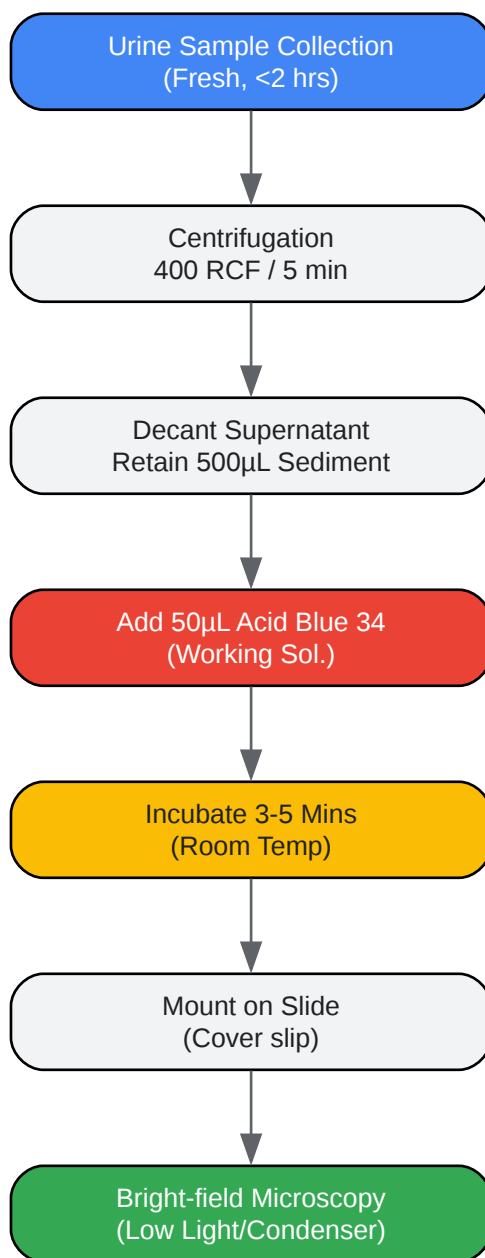 Urine Sample Collection
(Fresh, <2 hrs)
Centrifugation
400 RCF / 5 min
Decant Supernatant
Retain 500µL Sediment
Add 50µL Acid Blue 34
(Working Sol.)
Incubate 3-5 Mins
(Room Temp)
Mount on Slide
(Cover slip)
Bright-field Microscopy
(Low Light/Condenser)